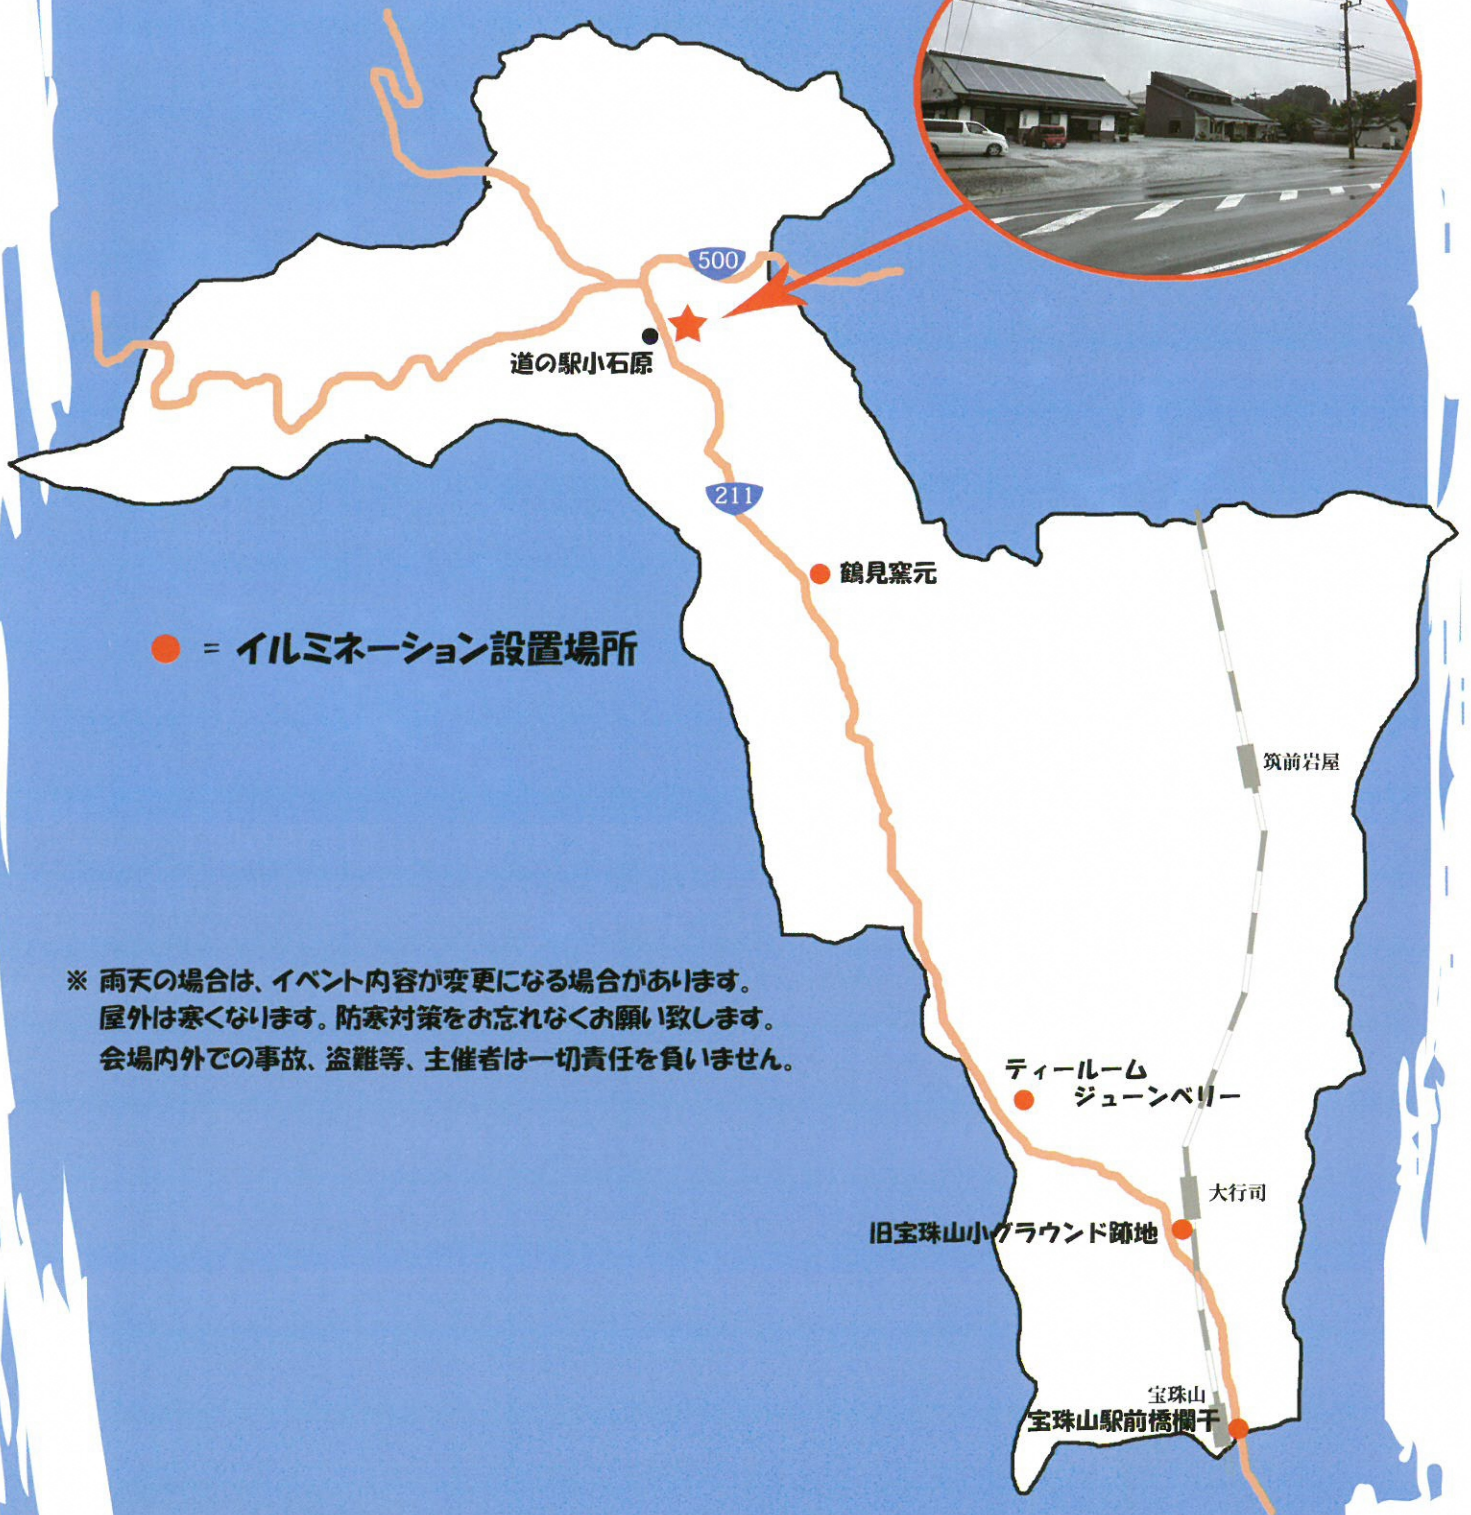 500
道の駅小石原
211
鶴見窯元
= イルミネーション設置場所
筑前岩屋
※ 雨天の場合は、イベント内容が変更になる場合があります。
屋外は寒くなります。防寒対策をお忘れなくお願い致します。
会場内外での事故、盗難等、主催者は一切責任を負いません。
ティールーム
ジューンベリー
大行司
旧宝珠山小グラウンド跡地
宝珠山
宝珠山駅前橋欄干